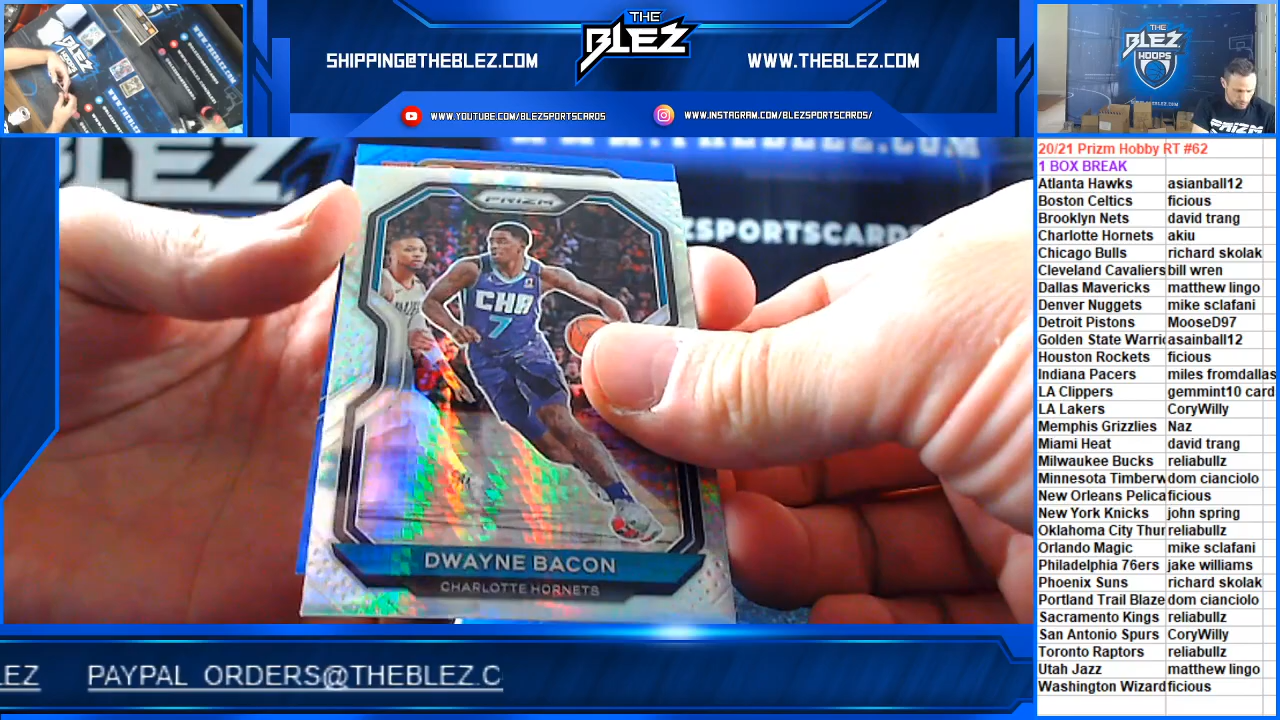 THE
BLEZ
SHIPPING@THEBLEZ.COM
WWW.THEBLEZ.COM
WWW.YOUTUBE.COM/BLEZSPORTSCARDS
WWW.INSTAGRAM.COM/BLEZSPORTSCARDS/
THE
BLEZ
HOOPS
PRIZM
20/21 Prizm Hobby RT #62
1 BOX BREAK
Atlanta Hawks asianball12
Boston Celtics ficious
Brooklyn Nets david trang
Charlotte Hornets akiu
Chicago Bulls richard skolak
Cleveland Cavaliers bill wren
Dallas Mavericks matthew lingo
Denver Nuggets mike sclafani
Detroit Pistons MooseD97
Golden State Warri asainball12
Houston Rockets ficious
Indiana Pacers miles fromdallas
LA Clippers gemmint10 card
LA Lakers CoryWilly
Memphis Grizzlies Naz
Miami Heat david trang
Milwaukee Bucks reliabullz
Minnesota Timberw dom cianciolo
New Orleans Pelica ficious
New York Knicks john spring
Oklahoma City Thur reliabullz
Orlando Magic mike sclafani
Philadelphia 76ers jake williams
Phoenix Suns richard skolak
Portland Trail Blaze dom cianciolo
Sacramento Kings reliabullz
San Antonio Spurs CoryWilly
Toronto Raptors reliabullz
Utah Jazz matthew lingo
Washington Wizard ficious
BLEZ
ZSPORTSCARDS
PRIZM
CHA
7
DWAYNE BACON
CHARLOTTE HORNETS
EZ PAYPAL ORDERS@THEBLEZ.C